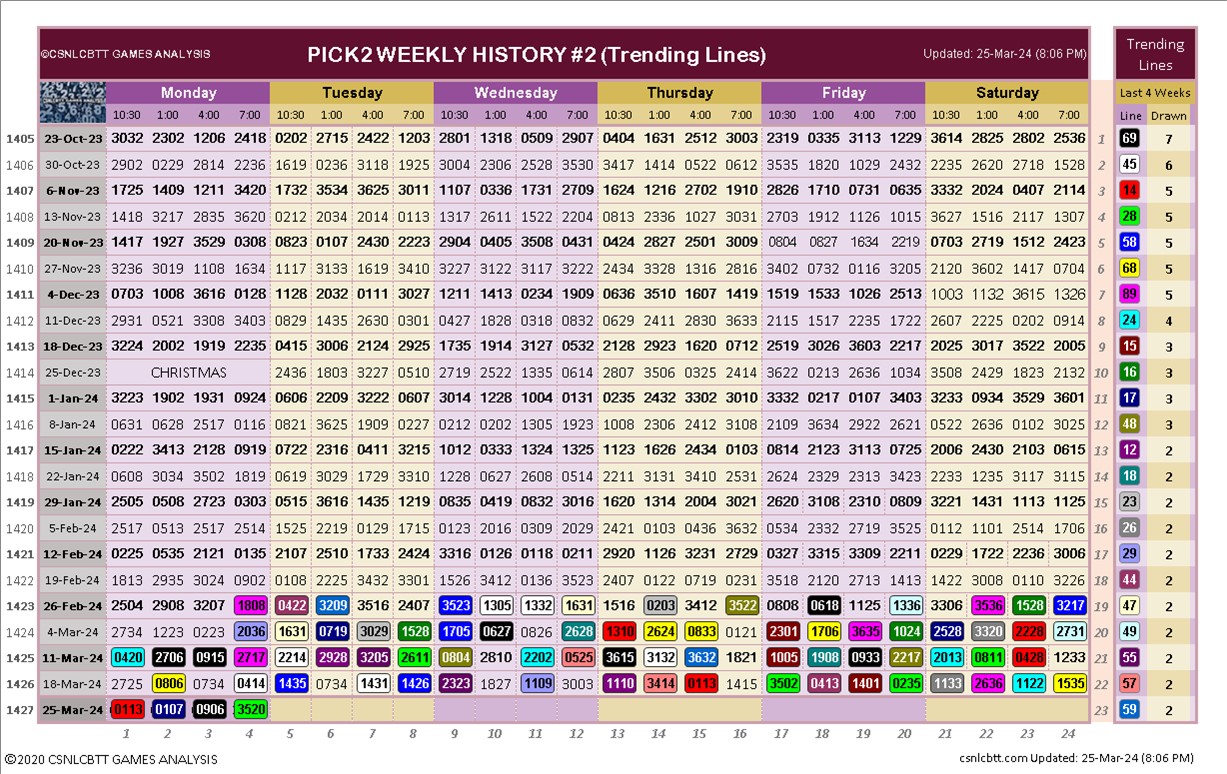 ©CSNLCBTT GAMES ANALYSIS PICK2 WEEKLY HISTORY #2 (Trending Lines) Updated: 25-Mar-24 (8:06 PM) Trending Lines
Monday Tuesday Wednesday Thursday Friday Saturday Last 4 Weeks
10:30 1:00 4:00 7:00 10:30 1:00 4:00 7:00 10:30 1:00 4:00 7:00 10:30 1:00 4:00 7:00 10:30 1:00 4:00 7:00 10:30 1:00 4:00 7:00 Line Drawn
1405 23-Oct-23 3032 2302 1206 2418 0202 2715 2422 1203 2801 1318 0509 2907 0404 1631 2512 3003 2319 0335 3113 1229 3614 2825 2802 2536 1 69 7
1406 30-Oct-23 2902 0229 2814 2236 1619 0236 3118 1925 3004 2306 2528 3530 3417 1414 0522 0612 3535 1820 1029 2432 2235 2620 2718 1528 2 45 6
1407 6-Nov-23 1725 1409 1211 3420 1732 3534 3625 3011 1107 0336 1731 2709 1624 1216 2702 1910 2826 1710 0731 0635 3332 2024 0407 2114 3 14 5
1408 13-Nov-23 1418 3217 2835 3620 0212 2034 2014 0113 1317 2611 1522 2204 0813 2336 1027 3031 2703 1912 1126 1015 3627 1516 2117 1307 4 28 5
1409 20-Nov-23 1417 1927 3529 0308 0823 0107 2430 2223 2904 0405 3508 0431 0424 2827 2501 3009 0804 0827 1634 2219 0703 2719 1512 2423 5 58 5
1410 27-Nov-23 3236 3019 1108 1634 1117 3133 1619 3410 3227 3122 3117 3222 2434 3328 1316 2816 3402 0732 0116 3205 2120 3602 1417 0704 6 68 5
1411 4-Dec-23 0703 1008 3616 0128 1128 2032 0111 3027 1211 1413 0234 1909 0636 3510 1607 1419 1519 1533 1826 2513 1003 1132 3615 1326 7 89 5
1412 11-Dec-23 2931 0521 3308 3403 0829 1435 2630 0301 0427 1828 0318 0832 0629 2411 2830 3633 2115 1517 2235 1722 2607 2225 0202 0914 8 24 4
1413 18-Dec-23 3224 2002 1919 2235 0415 3006 2124 2925 1735 1914 3127 0532 2128 2923 1620 0712 2519 3026 3603 2217 2025 3017 3522 2005 9 15 3
1414 25-Dec-23 CHRISTMAS 2436 1803 3227 0510 2719 2522 1335 0614 2807 3506 0325 2414 3622 0213 2636 1034 3508 2429 1823 2132 10 16 3
1415 1-Jan-24 3223 1902 1931 0924 0606 2209 3222 0607 3014 1228 1004 0131 0235 2432 3302 3010 3332 0217 0107 3403 0233 0934 3529 3601 11 17 3
1416 8-Jan-24 0631 0628 2517 0116 0821 3625 1909 0227 0212 0202 1305 1923 1008 2306 2412 3108 2109 3634 2922 2621 0522 2636 0102 3025 12 48 3
1417 15-Jan-24 0222 3413 2128 0919 0722 2316 0411 3219 1012 0333 1324 1325 1123 1626 2434 0103 0814 2123 3113 0725 2006 2430 2103 0615 13 12 2
1418 22-Jan-24 0608 3034 3502 1819 0619 3029 1729 3311 1228 0627 2608 0514 2211 3131 3410 2531 2624 2329 2313 3423 2233 1235 3117 3115 14 18 2
1419 29-Jan-24 2505 0508 2723 0303 0515 3616 1435 1219 0835 0419 0832 3016 1620 1314 2004 3021 2620 3108 2310 0809 3221 1431 1113 1125 15 23 2
1420 5-Feb-24 2517 0513 2517 2514 1525 2219 0129 1715 0123 2016 0309 2029 2421 0103 0436 3632 0534 2332 2719 3525 0112 1101 2514 1706 16 26 2
1421 12-Feb-24 0225 0535 2121 0135 2107 2510 1733 2424 3316 0126 0118 0211 2920 1126 3231 2729 0327 3315 3309 2211 0229 1722 2236 3006 17 29 2
1422 19-Feb-24 1813 2935 3024 0902 0108 2225 3432 3301 1526 3412 0136 3523 2407 0122 0719 0231 3518 2120 2713 1413 1422 3008 0110 3226 18 44 2
1423 26-Feb-24 2504 2908 3207 1808 0422 3209 3516 2407 3523 1305 1332 1631 1516 0203 3412 3522 0808 0618 1125 1336 3306 3536 1528 3217 19 47 2
1424 4-Mar-24 2734 1223 0223 2036 1631 0719 3029 1528 1705 0627 0826 2628 1310 2624 0833 0121 2301 1706 3635 1024 2528 3320 2228 2731 20 49 2
1425 11-Mar-24 0420 2706 0915 2717 2214 2928 3205 2611 0804 2810 2202 0525 3615 3132 3632 1821 1005 1908 0933 2217 2013 0811 0428 1233 21 55 2
1426 18-Mar-24 2725 0806 0734 0414 1435 0734 1431 1426 2323 1827 1109 3003 1110 3414 0113 1415 3502 0413 1401 0235 1133 2636 1122 1535 22 57 2
1427 25-Mar-24 0113 0107 0906 3520 23 59 2
1 2 3 4 5 6 7 8 9 10 11 12 13 14 15 16 17 18 19 20 21 22 23 24
©2020 CSNLCBTT GAMES ANALYSIS csnlcbtt.com Updated: 25-Mar-24 (8:06 PM)